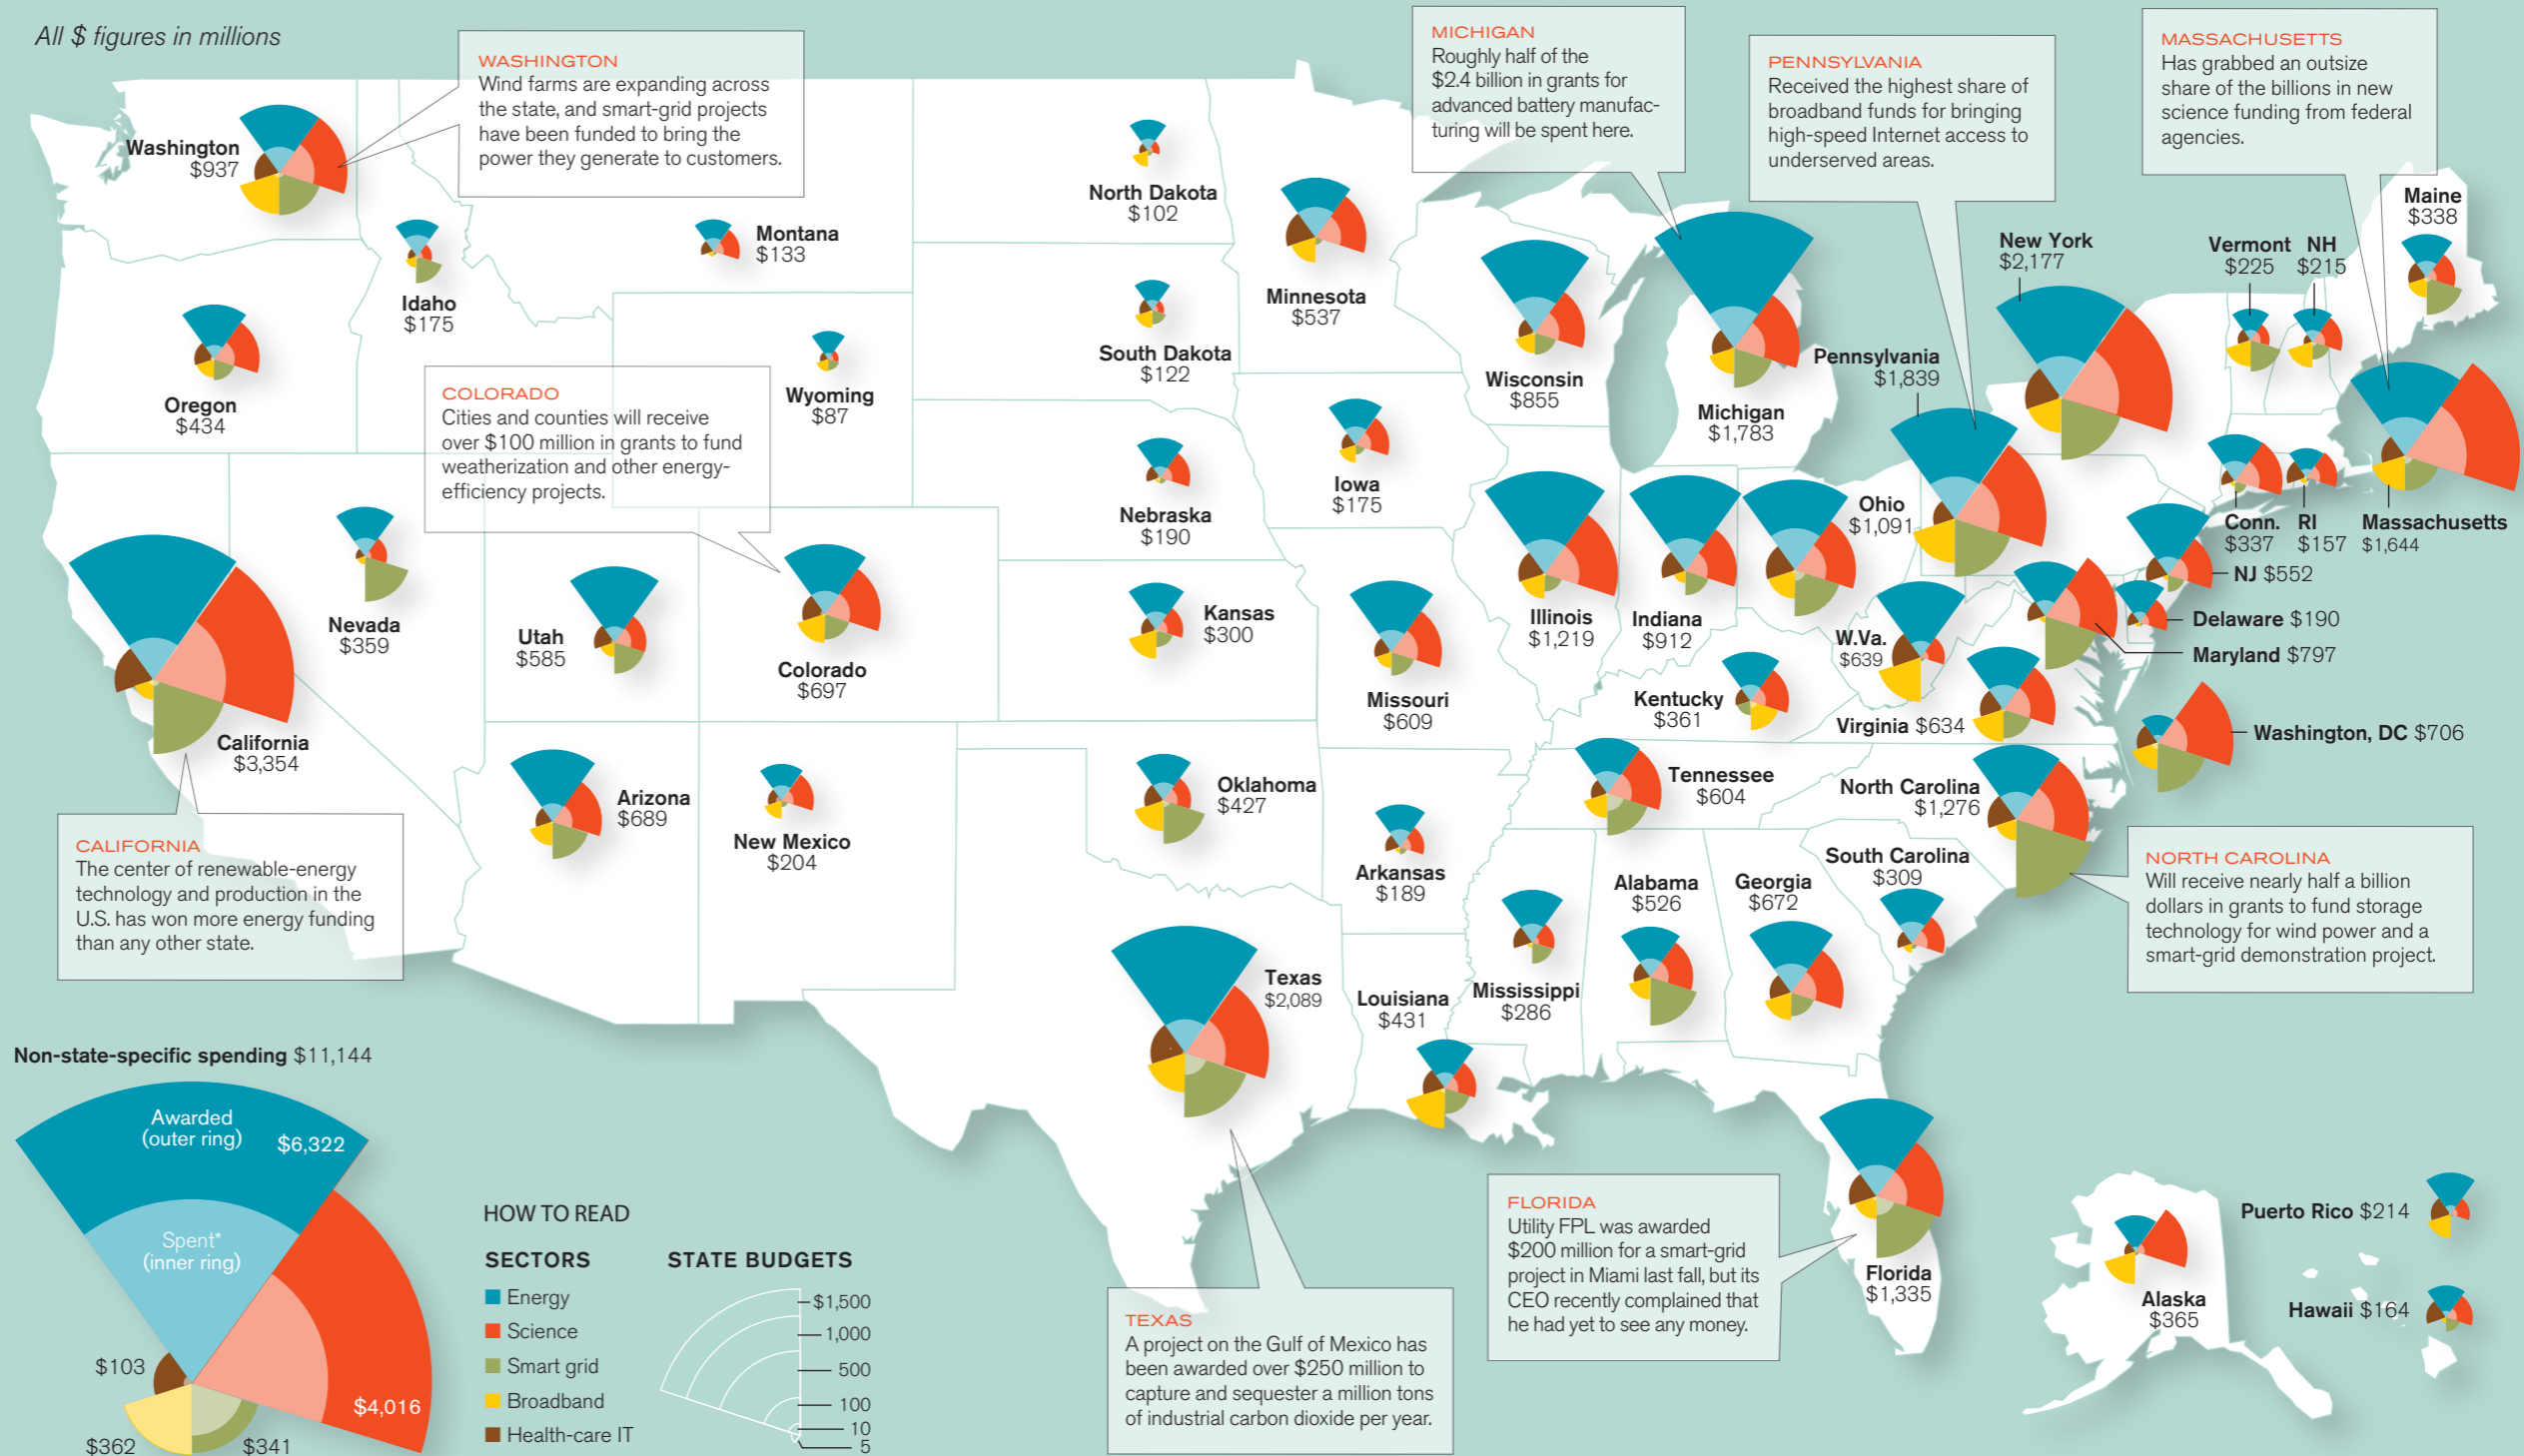 All $ figures in millions
WASHINGTON
Wind farms are expanding across
the state, and smart-grid projects
have been funded to bring the
power they generate to customers.
MICHIGAN
Roughly half of the
$2.4 billion in grants for
advanced battery manufac-
turing will be spent here.
PENNSYLVANIA
Received the highest share of
broadband funds for bringing
high-speed Internet access to
underserved areas.
MASSACHUSETTS
Has grabbed an outsize
share of the billions in new
science funding from federal
agencies.
Washington
$937
Idaho
$175
Montana
$133
North Dakota
$102
Minnesota
$537
Wisconsin
$855
Michigan
$1,783
New York
$2,177
Vermont
$225
NH
$215
Maine
$338
Oregon
$434
Wyoming
$87
South Dakota
$122
Iowa
$175
Pennsylvania
$1,839
COLORADO
Cities and counties will receive
over $100 million in grants to fund
weatherization and other energy-
efficiency projects.
Nebraska
$190
Ohio
$1,091
Conn.
$337
RI
$157
Massachusetts
$1,644
NJ $552
Nevada
$359
Utah
$585
Colorado
$697
Kansas
$300
Missouri
$609
Illinois
$1,219
Indiana
$912
W.Va.
$639
Delaware $190
Maryland $797
Kentucky
$361
Virginia $634
Washington, DC $706
California
$3,354
Arizona
$689
New Mexico
$204
Oklahoma
$427
Arkansas
$189
Tennessee
$604
North Carolina
$1,276
CALIFORNIA
The center of renewable-energy
technology and production in the
U.S. has won more energy funding
than any other state.
South Carolina
$309
Alabama
$526
Georgia
$672
NORTH CAROLINA
Will receive nearly half a billion
dollars in grants to fund storage
technology for wind power and a
smart-grid demonstration project.
Texas
$2,089
Louisiana
$431
Mississippi
$286
Florida
$1,335
FLORIDA
Utility FPL was awarded
$200 million for a smart-grid
project in Miami last fall, but its
CEO recently complained that
he had yet to see any money.
TEXAS
A project on the Gulf of Mexico has
been awarded over $250 million to
capture and sequester a million tons
of industrial carbon dioxide per year.
Alaska
$365
Puerto Rico $214
Hawaii $164
Non-state-specific spending $11,144
Awarded
(outer ring)
$6,322
Spent*
(inner ring)
$103
$4,016
$362
$341
HOW TO READ
SECTORS
Energy
Science
Smart grid
Broadband
Health-care IT
STATE BUDGETS
$1,500
1,000
500
100
10
5